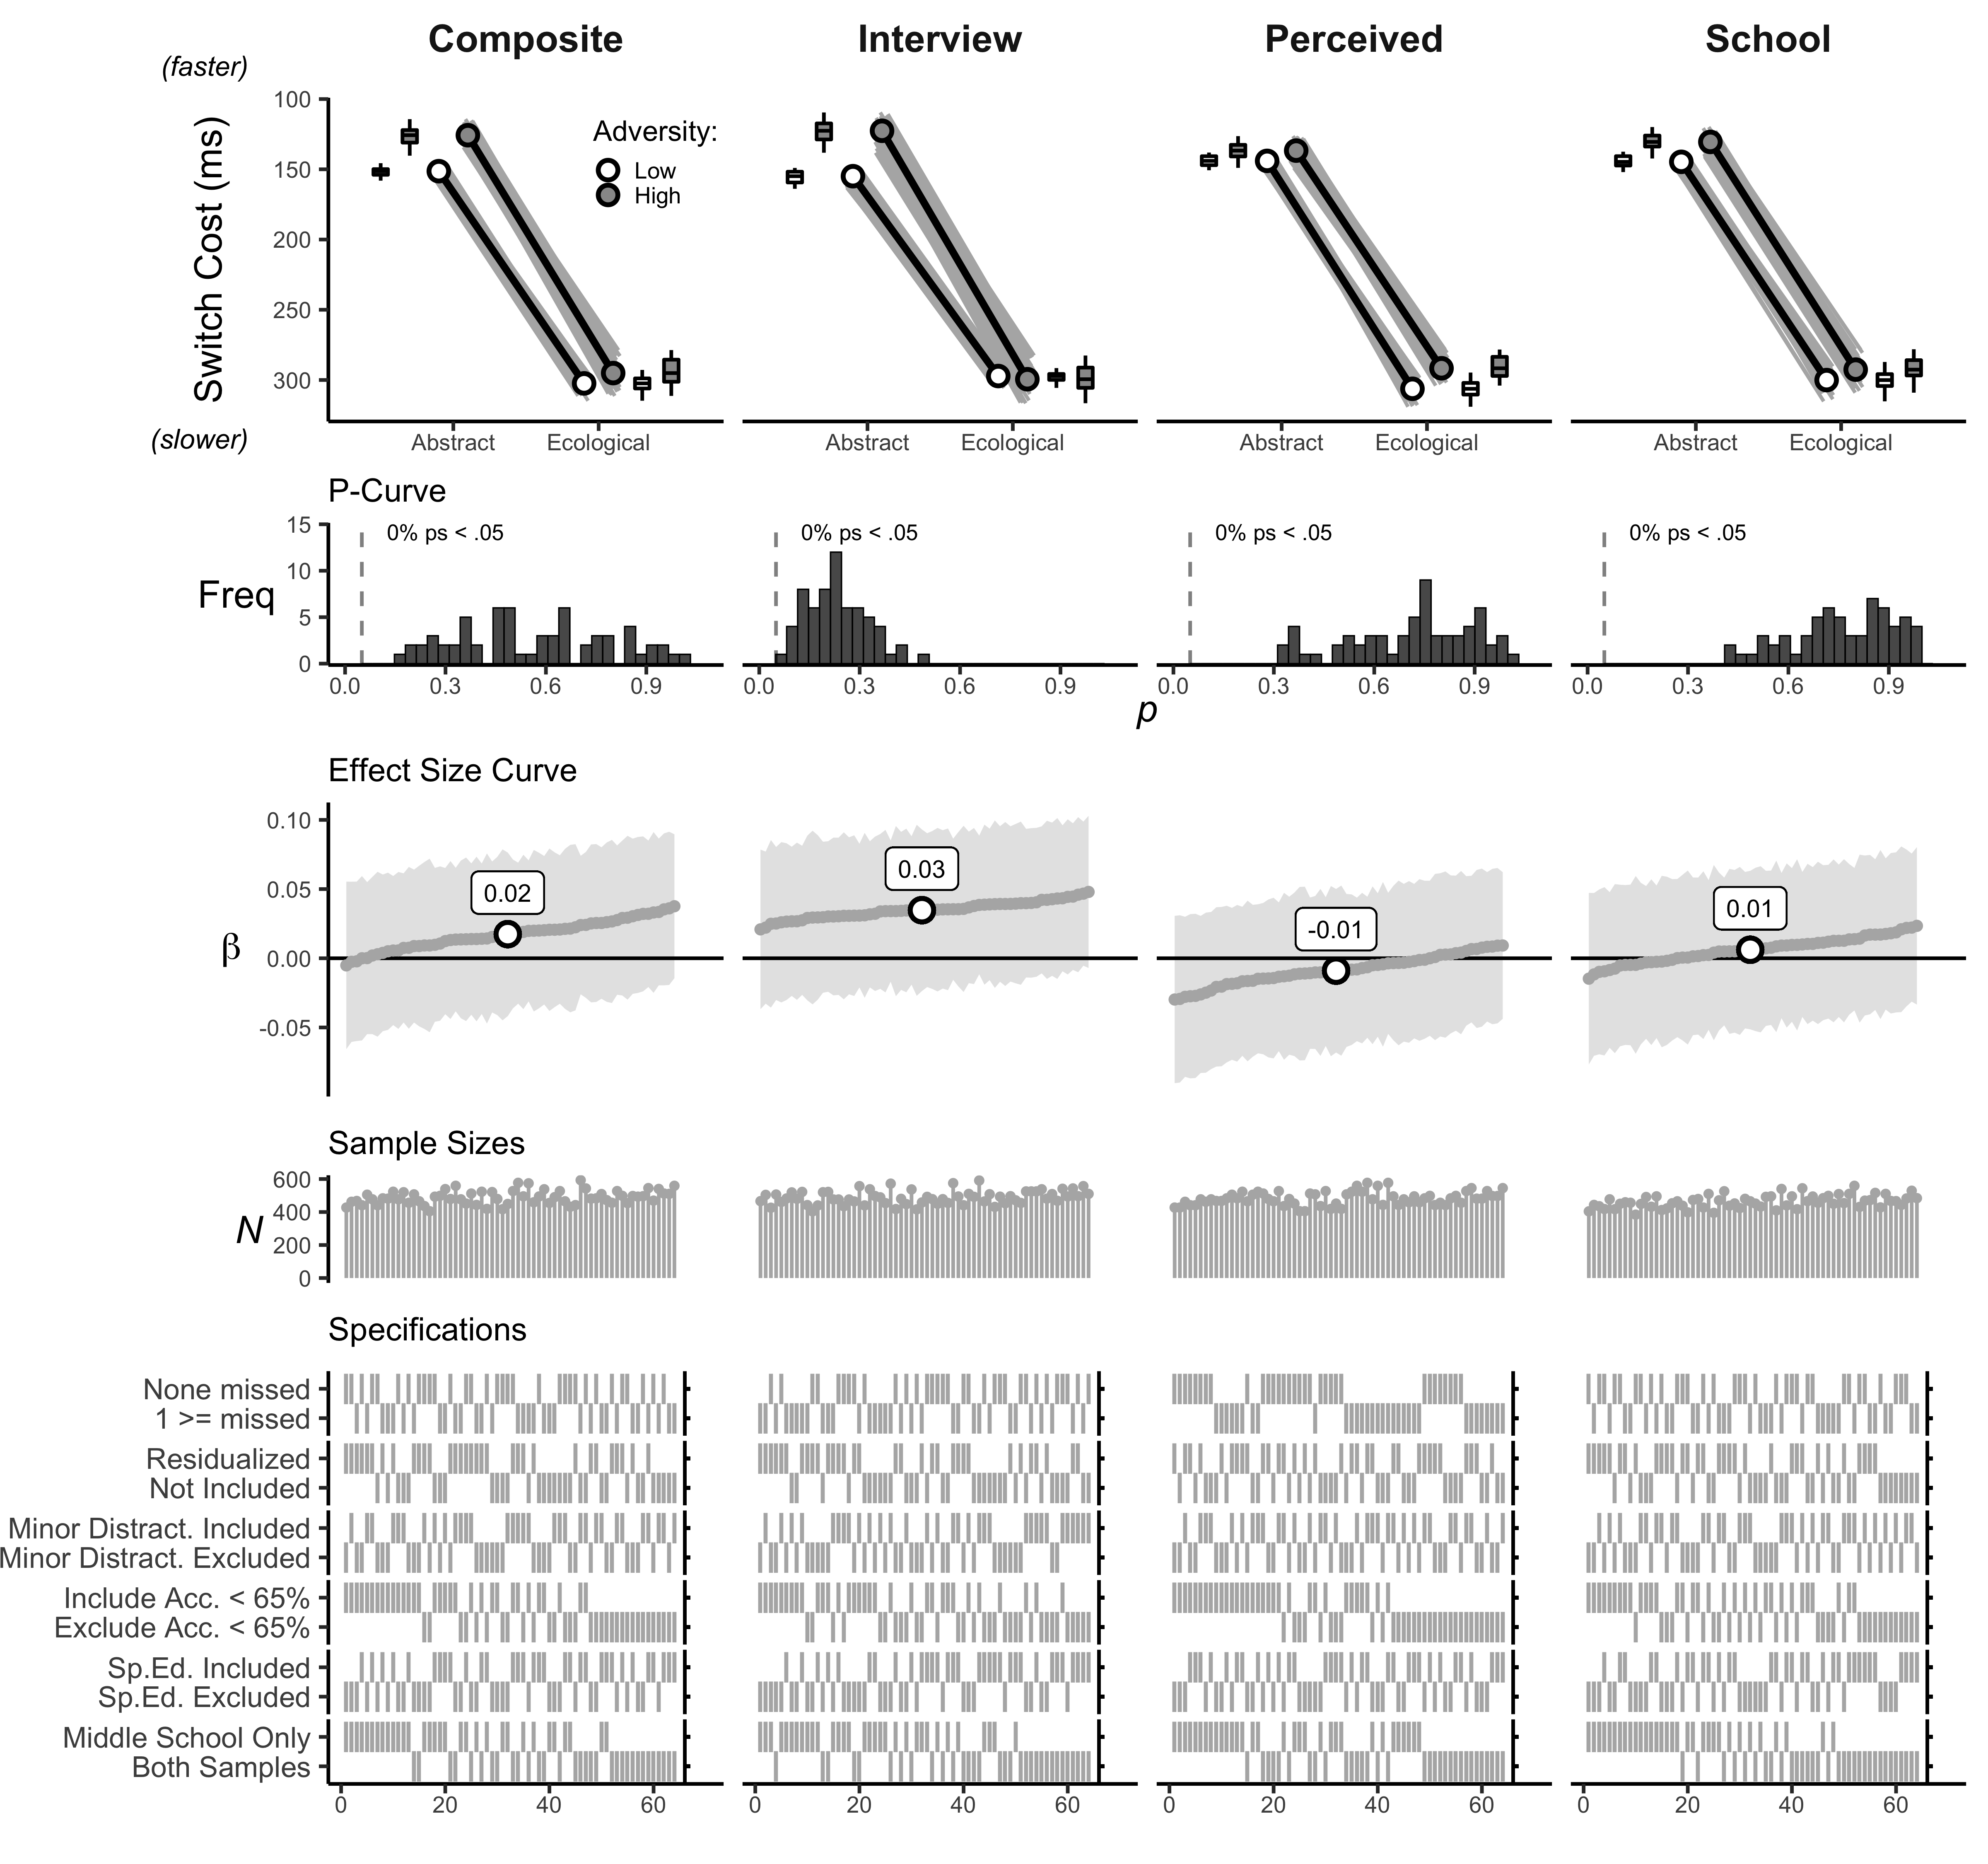 Composite Interview Perceived School
(faster)
Switch Cost (ms)
100
150
200
250
300
Adversity:
Low
High
(slower)
Abstract Ecological Abstract Ecological Abstract Ecological Abstract Ecological
P-Curve
Freq
15
10
5
0
0% ps < .05 0% ps < .05 0% ps < .05 0% ps < .05
0.0 0.3 0.6 0.9 0.0 0.3 0.6 0.9 0.0 0.3 0.6 0.9 0.0 0.3 0.6 0.9
p
Effect Size Curve
β
0.10
0.05
0.00
-0.05
0.02 0.03 -0.01 0.01
Sample Sizes
N
600
400
200
0
Specifications
None missed
1 >= missed
Residualized
Not Included
Minor Distract. Included
Minor Distract. Excluded
Include Acc. < 65%
Exclude Acc. < 65%
Sp.Ed. Included
Sp.Ed. Excluded
Middle School Only
Both Samples
0 20 40 60 0 20 40 60 0 20 40 60 0 20 40 60